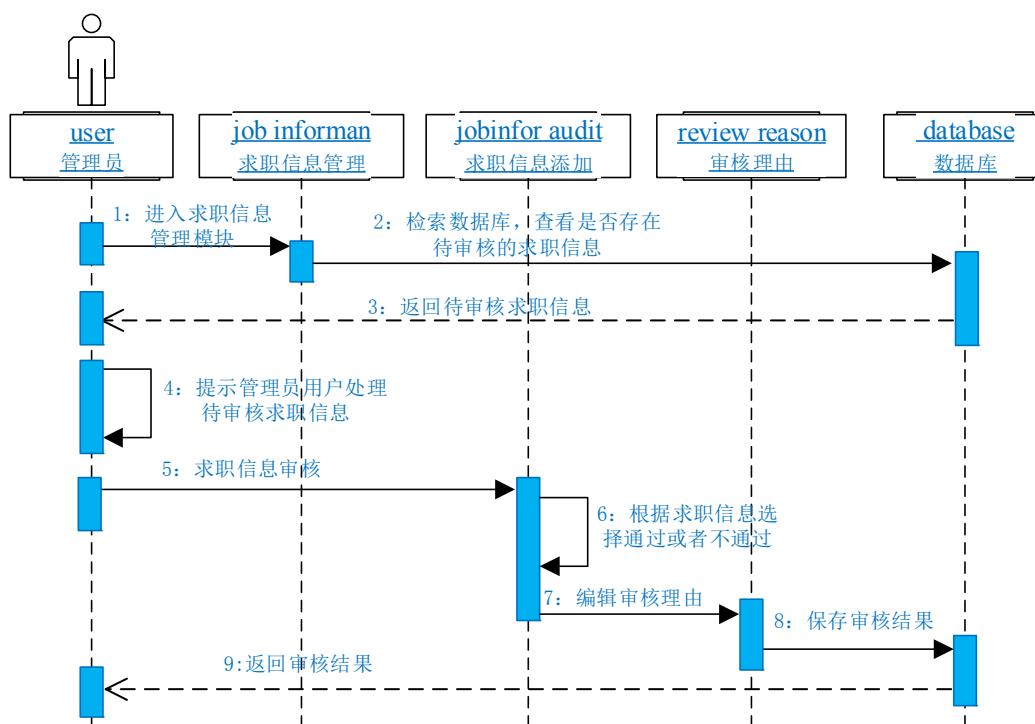 user
管理员
job informan
求职信息管理
jobinfor audit
求职信息添加
review reason
审核理由
database
数据库
1：进入求职信息
管理模块
2：检索数据库，查看是否存在
待审核的求职信息
3：返回待审核求职信息
4：提示管理员用户处理
待审核求职信息
5：求职信息审核
6：根据求职信息选
择通过或者不通过
7：编辑审核理由
8：保存审核结果
9:返回审核结果